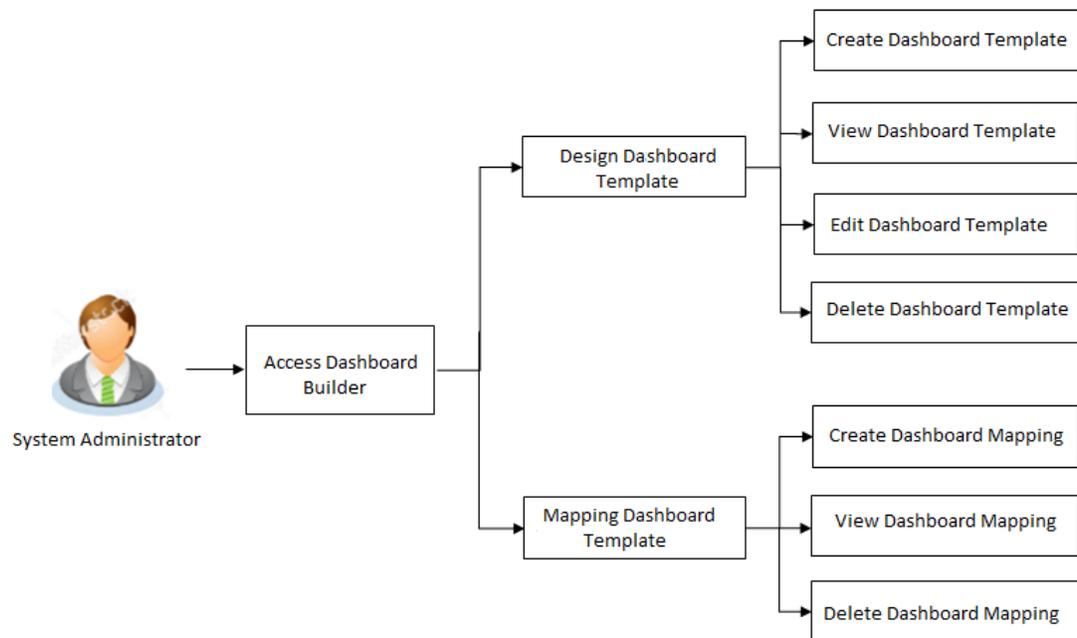 Create Dashboard Template
View Dashboard Template
Design Dashboard
Template
Edit Dashboard Template
Delete Dashboard Template
Access Dashboard
Builder
System Administrator
Create Dashboard Mapping
Mapping Dashboard
Template
View Dashboard Mapping
Delete Dashboard Mapping